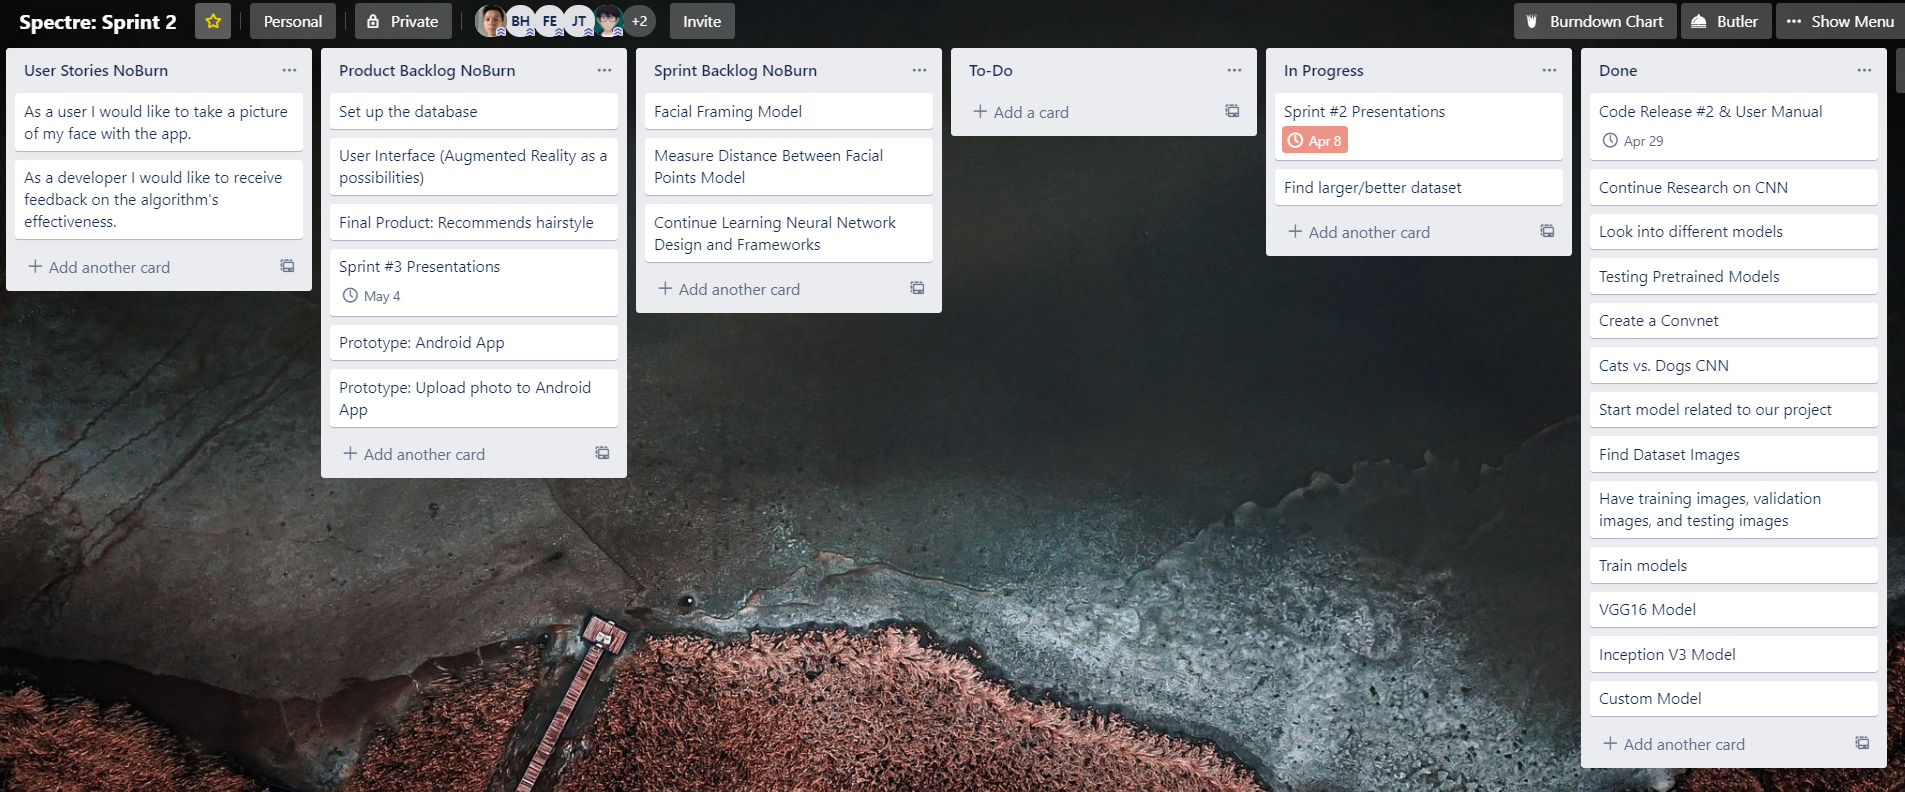 Spectre: Sprint 2
Personal
Private
BH
FE
JT
+2
Invite
Burndown Chart
Butler
Show Menu
User Stories NoBurn
As a user I would like to take a picture
of my face with the app.
As a developer I would like to receive
feedback on the algorithm's
effectiveness.
Add another card
Product Backlog NoBurn
Set up the database
User Interface (Augmented Reality as a
possibilities)
Final Product: Recommends hairstyle
Sprint #3 Presentations
May 4
Prototype: Android App
Prototype: Upload photo to Android
App
Add another card
Sprint Backlog NoBurn
Facial Framing Model
Measure Distance Between Facial
Points Model
Continue Learning Neural Network
Design and Frameworks
Add another card
To-Do
Add a card
In Progress
Sprint #2 Presentations
Apr 8
Find larger/better dataset
Add another card
Done
Code Release #2 & User Manual
Apr 29
Continue Research on CNN
Look into different models
Testing Pretrained Models
Create a Convnet
Cats vs. Dogs CNN
Start model related to our project
Find Dataset Images
Have training images, validation
images, and testing images
Train models
VGG16 Model
Inception V3 Model
Custom Model
Add another card